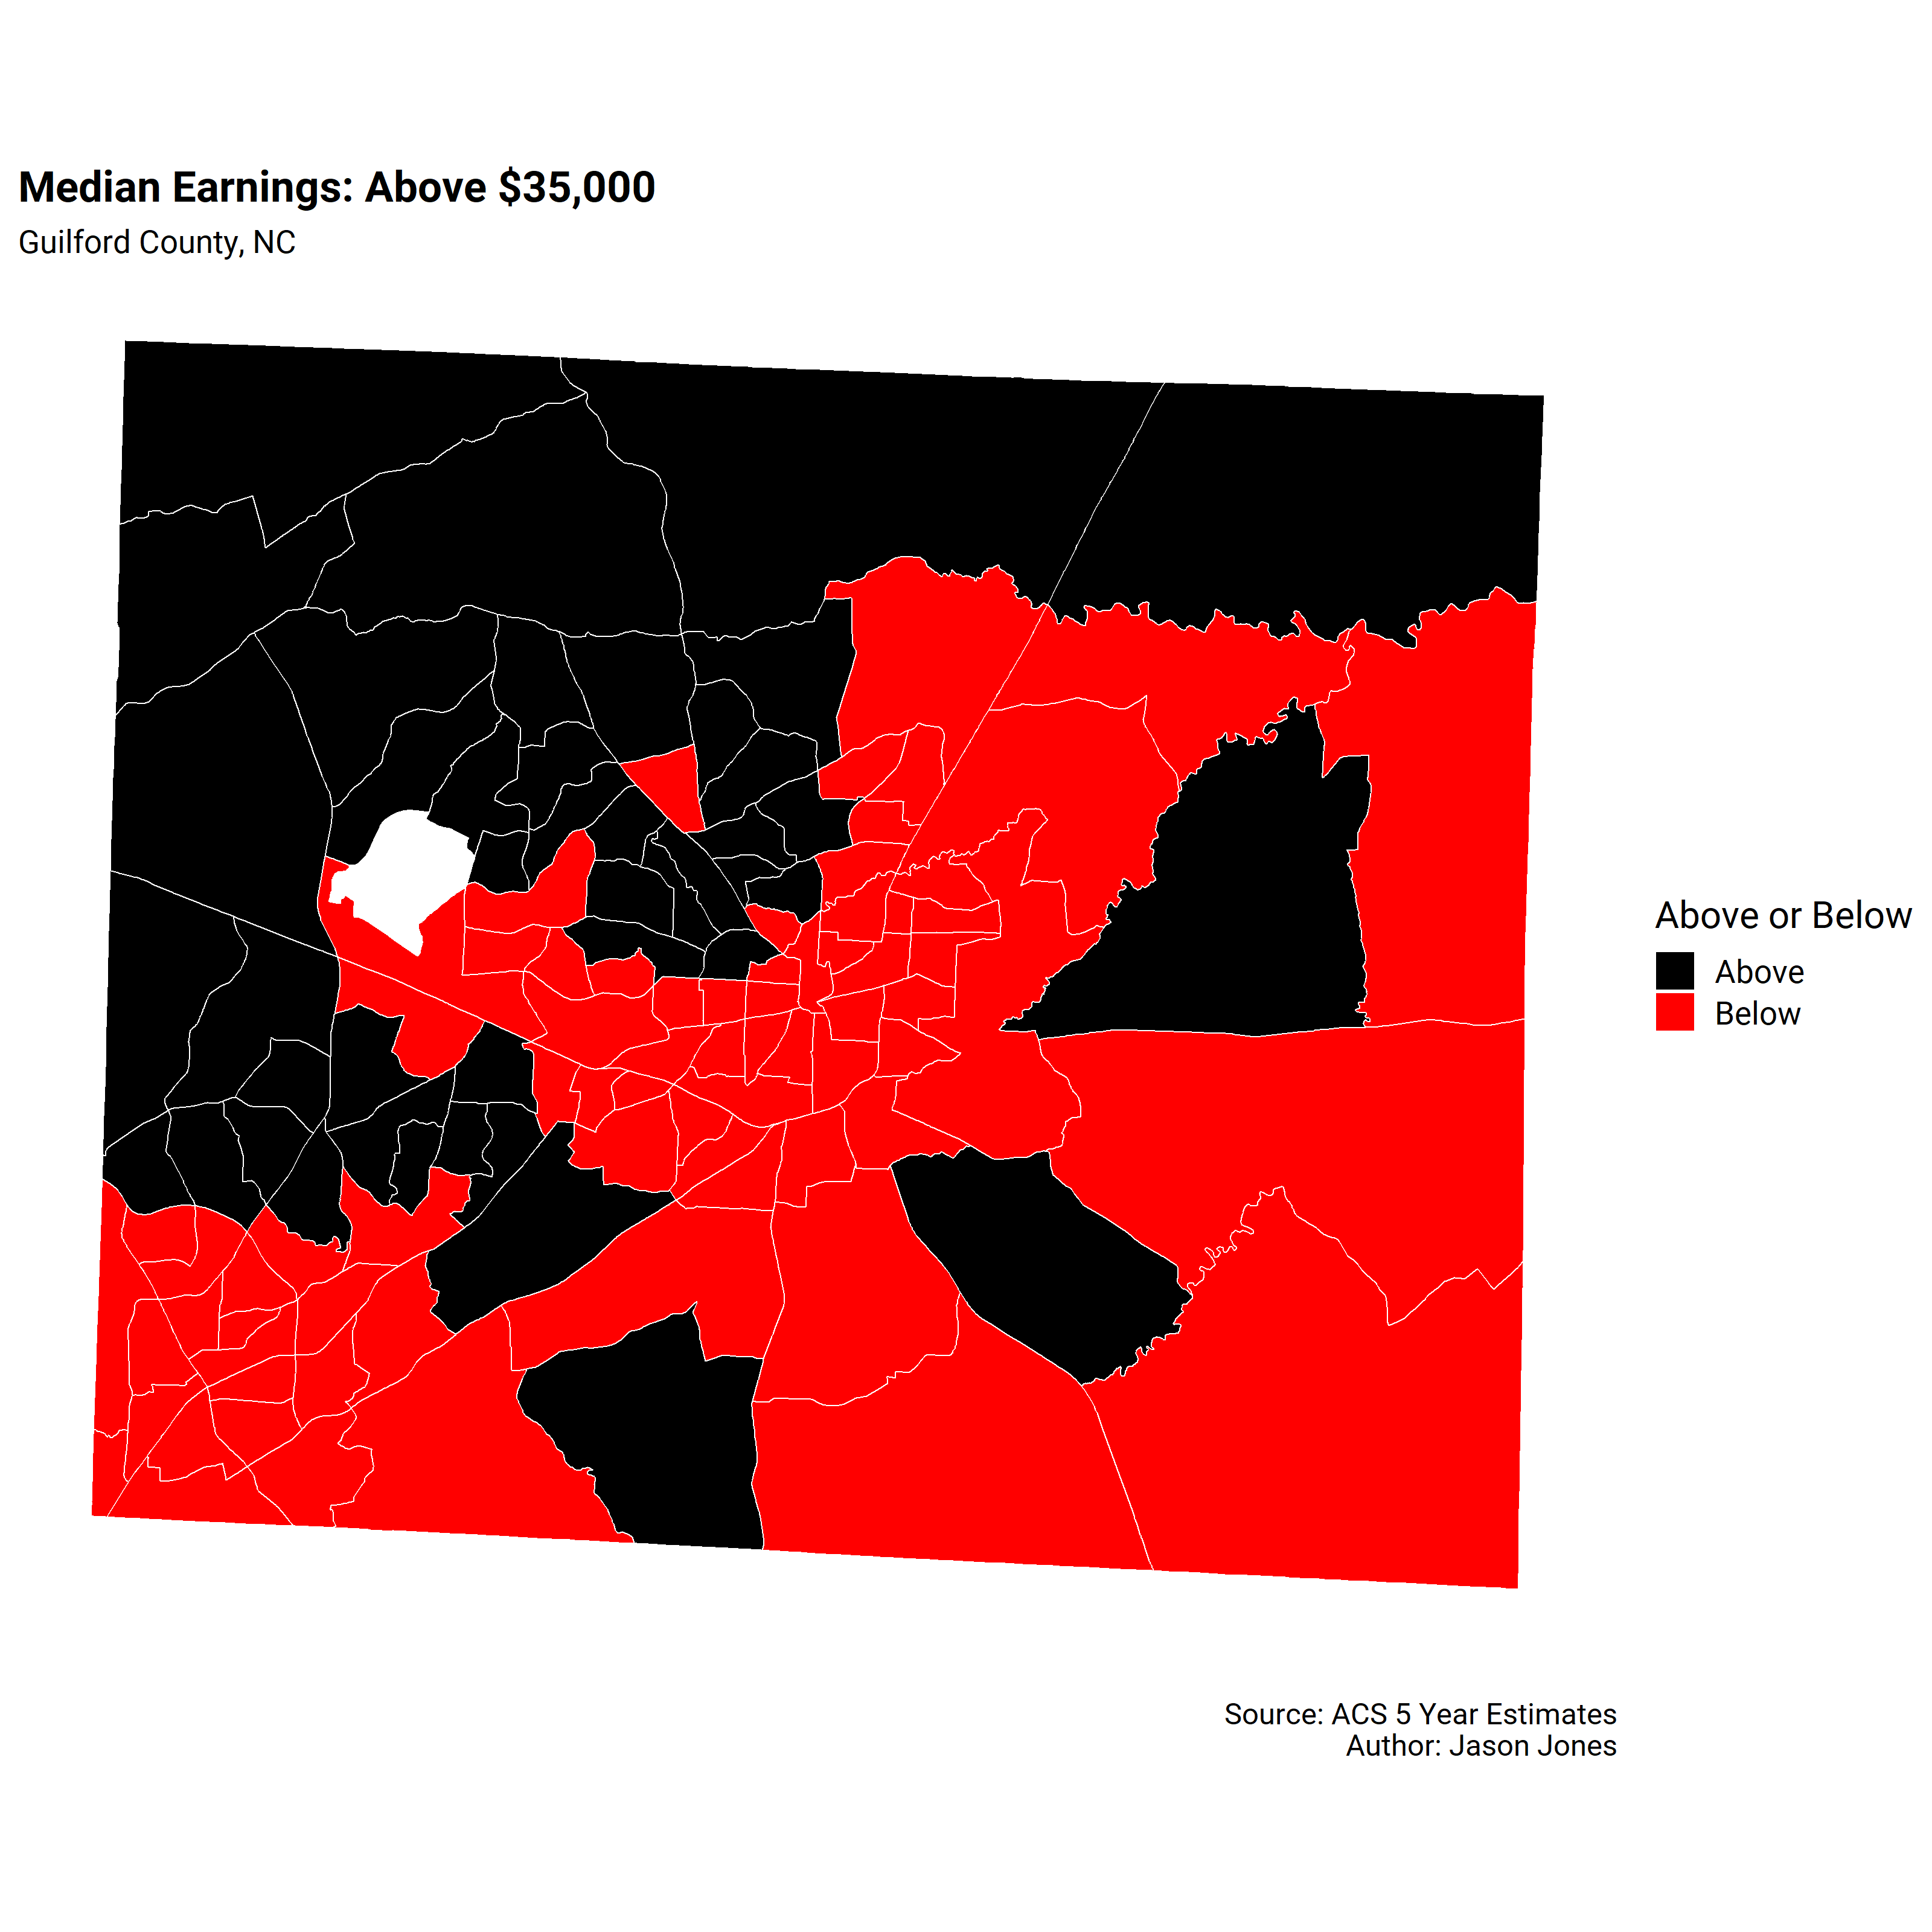 Median Earnings: Above $35,000
Guilford County, NC
Above or Below
Above
Below
Source: ACS 5 Year Estimates
Author: Jason Jones